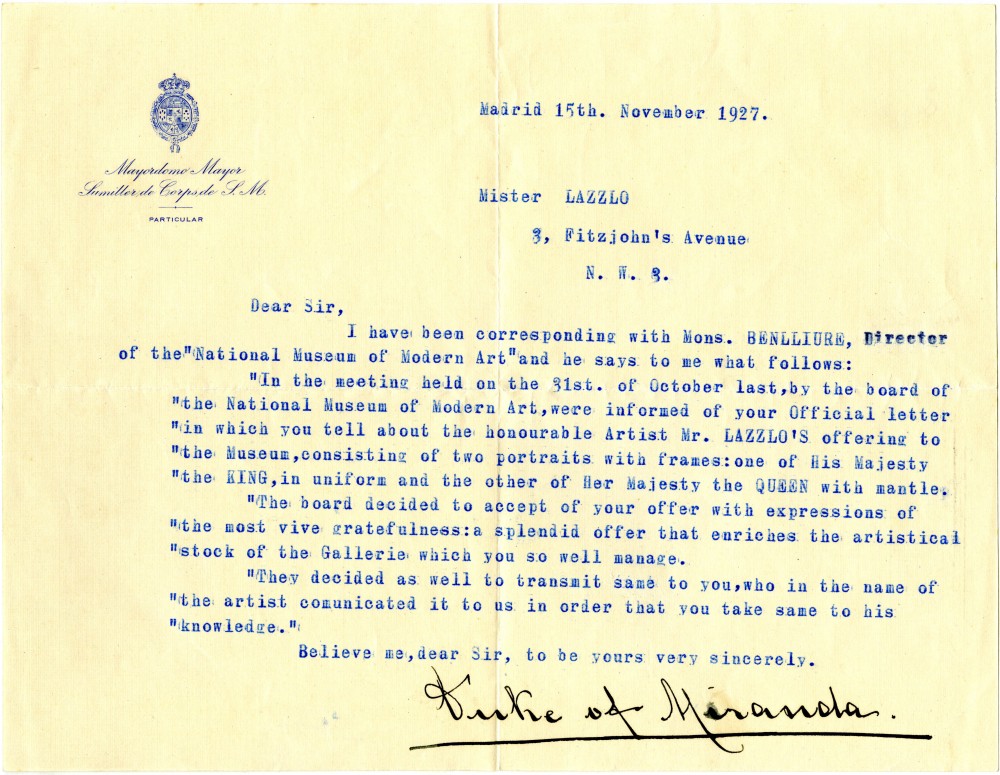 Mayordomo Mayor
Sumiller de Corps de S. M.
PARTICULAR
Madrid 15th. November 1927.
Mister LAZZLO
3, Fitzjohn's Avenue
N. W. 3.
Dear Sir,
I have been corresponding with Mons. BENLLIURE, Director
of the "National Museum of Modern Art" and he says to me what follows:
"In the meeting held on the 31st. of October last, by the board of
"the National Museum of Modern Art, were informed of your Official letter
"in which you tell about the honourable Artist Mr. LAZZLO'S offering to
"the Museum, consisting of two portraits with frames: one of His Majesty
"the KING, in uniform and the other of Her Majesty the QUEEN with mantle.
"The board decided to accept of your offer with expressions of
"the most vive gratefulness: a splendid offer that enriches the artistical
"stock of the Gallerie which you so well manage.
"They decided as well to transmit same to you, who in the name of
"the artist comunicated it to us in order that you take same to his
"knowledge."
Believe me, dear Sir, to be yours very sincerely.
Duke of Miranda.